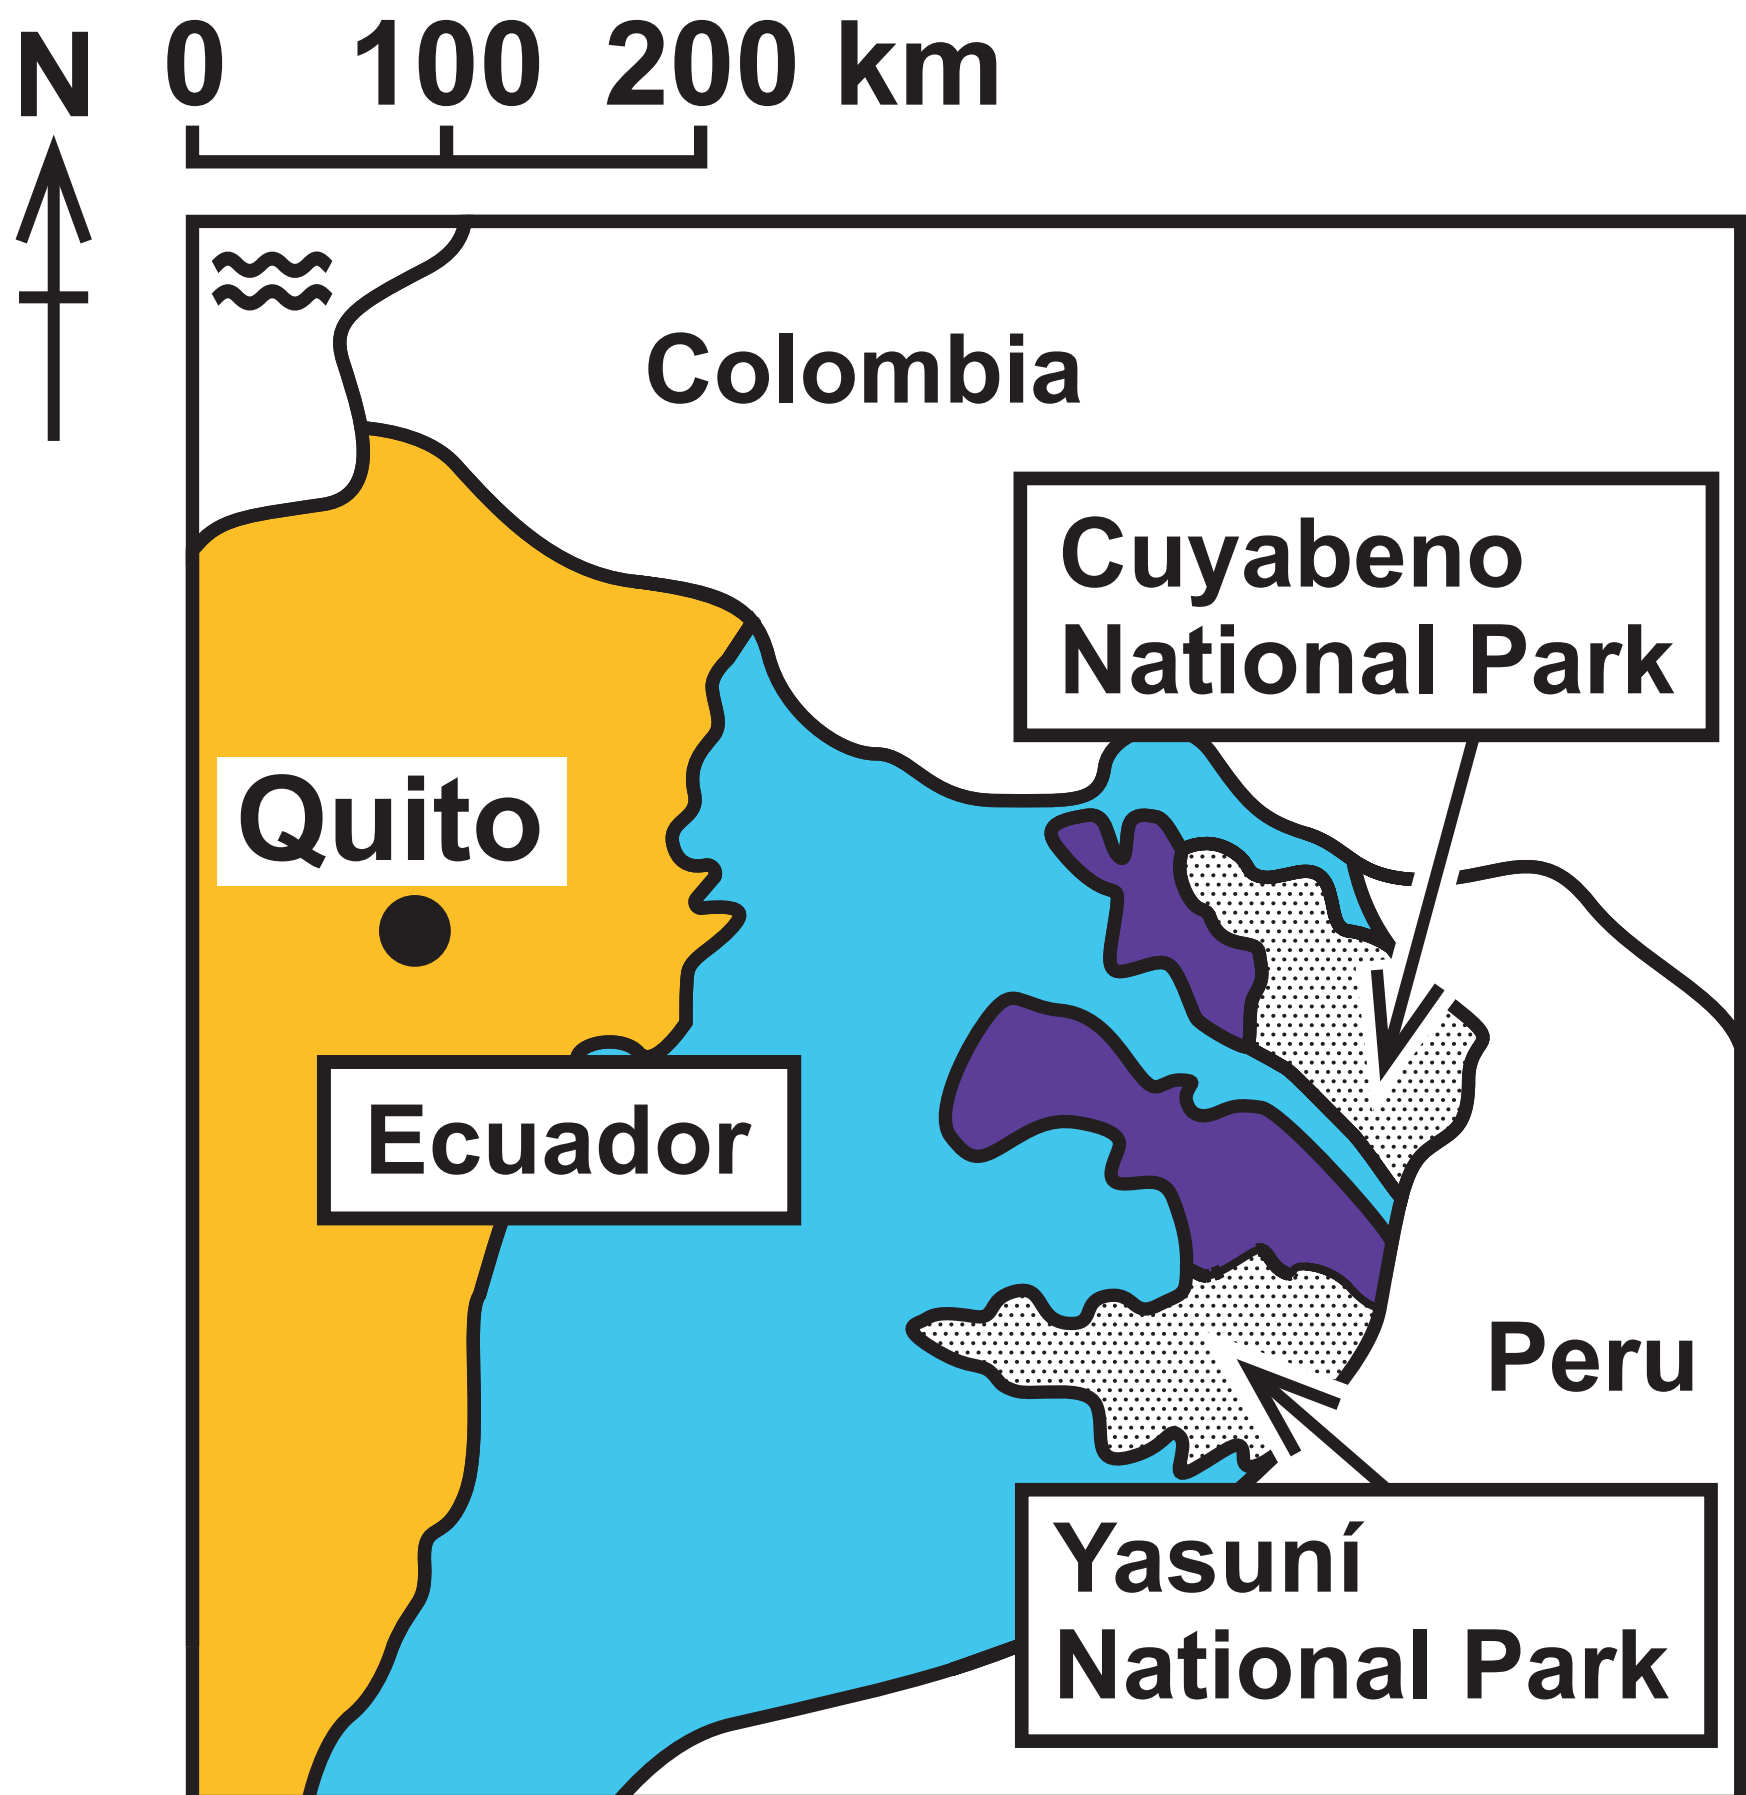 N 0 100 200 km
Colombia
Cuyabeno
National Park
Quito
Ecuador
Peru
Yasuní
National Park